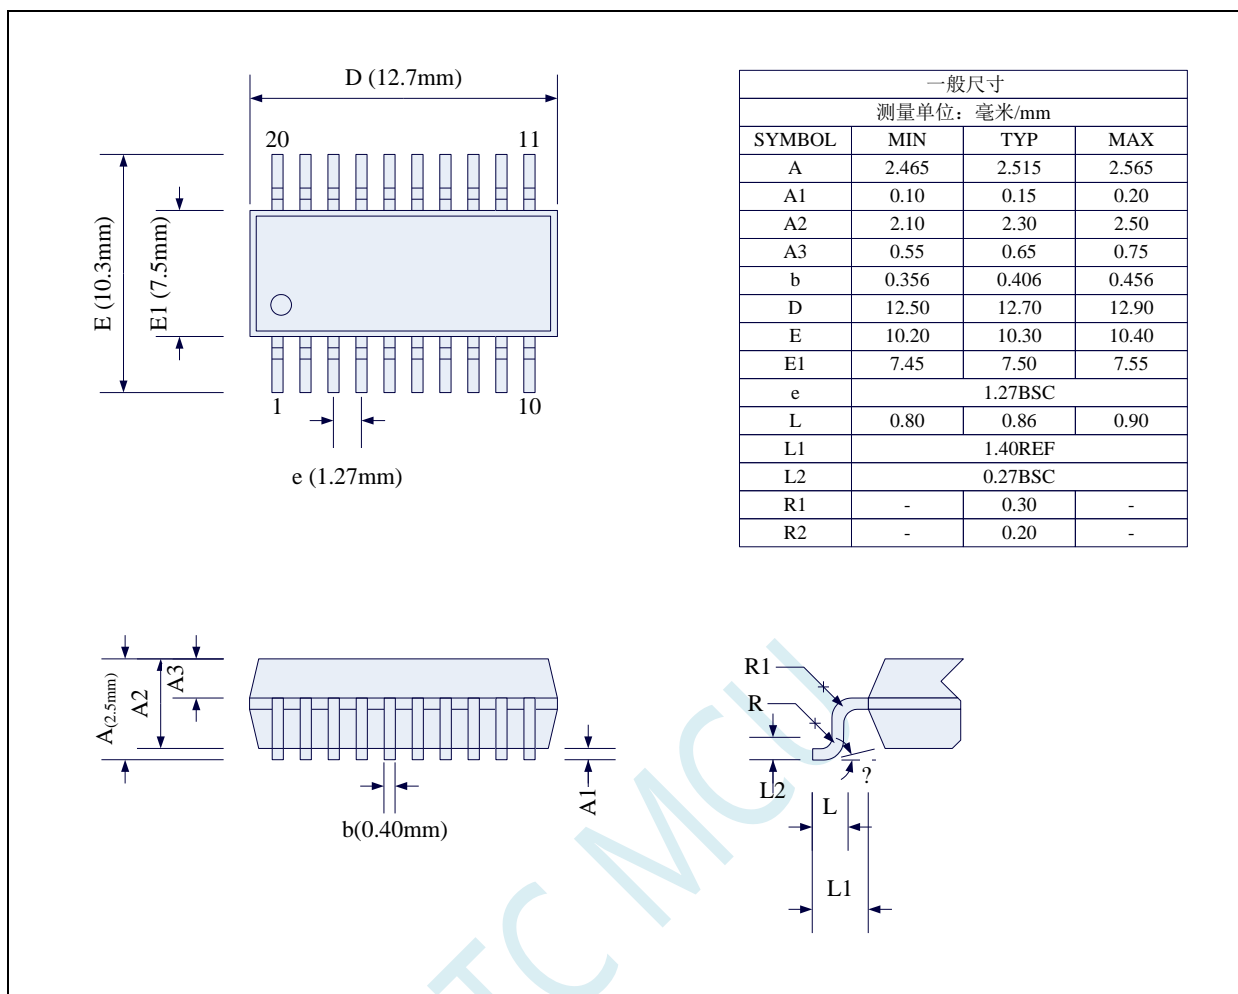 D (12.7mm)
20
11
E (10.3mm)
E1 (7.5mm)
1
10
e (1.27mm)
一般尺寸
测量单位：毫米/mm
SYMBOL MIN TYP MAX
A 2.465 2.515 2.565
A1 0.10 0.15 0.20
A2 2.10 2.30 2.50
A3 0.55 0.65 0.75
b 0.356 0.406 0.456
D 12.50 12.70 12.90
E 10.20 10.30 10.40
E1 7.45 7.50 7.55
e 1.27BSC
L 0.80 0.86 0.90
L1 1.40REF
L2 0.27BSC
R1 - 0.30 -
R2 - 0.20 -
A(2.5mm)
A2
A3
b(0.40mm)
A1
R1
R
L2
?
L
L1
TC MCU